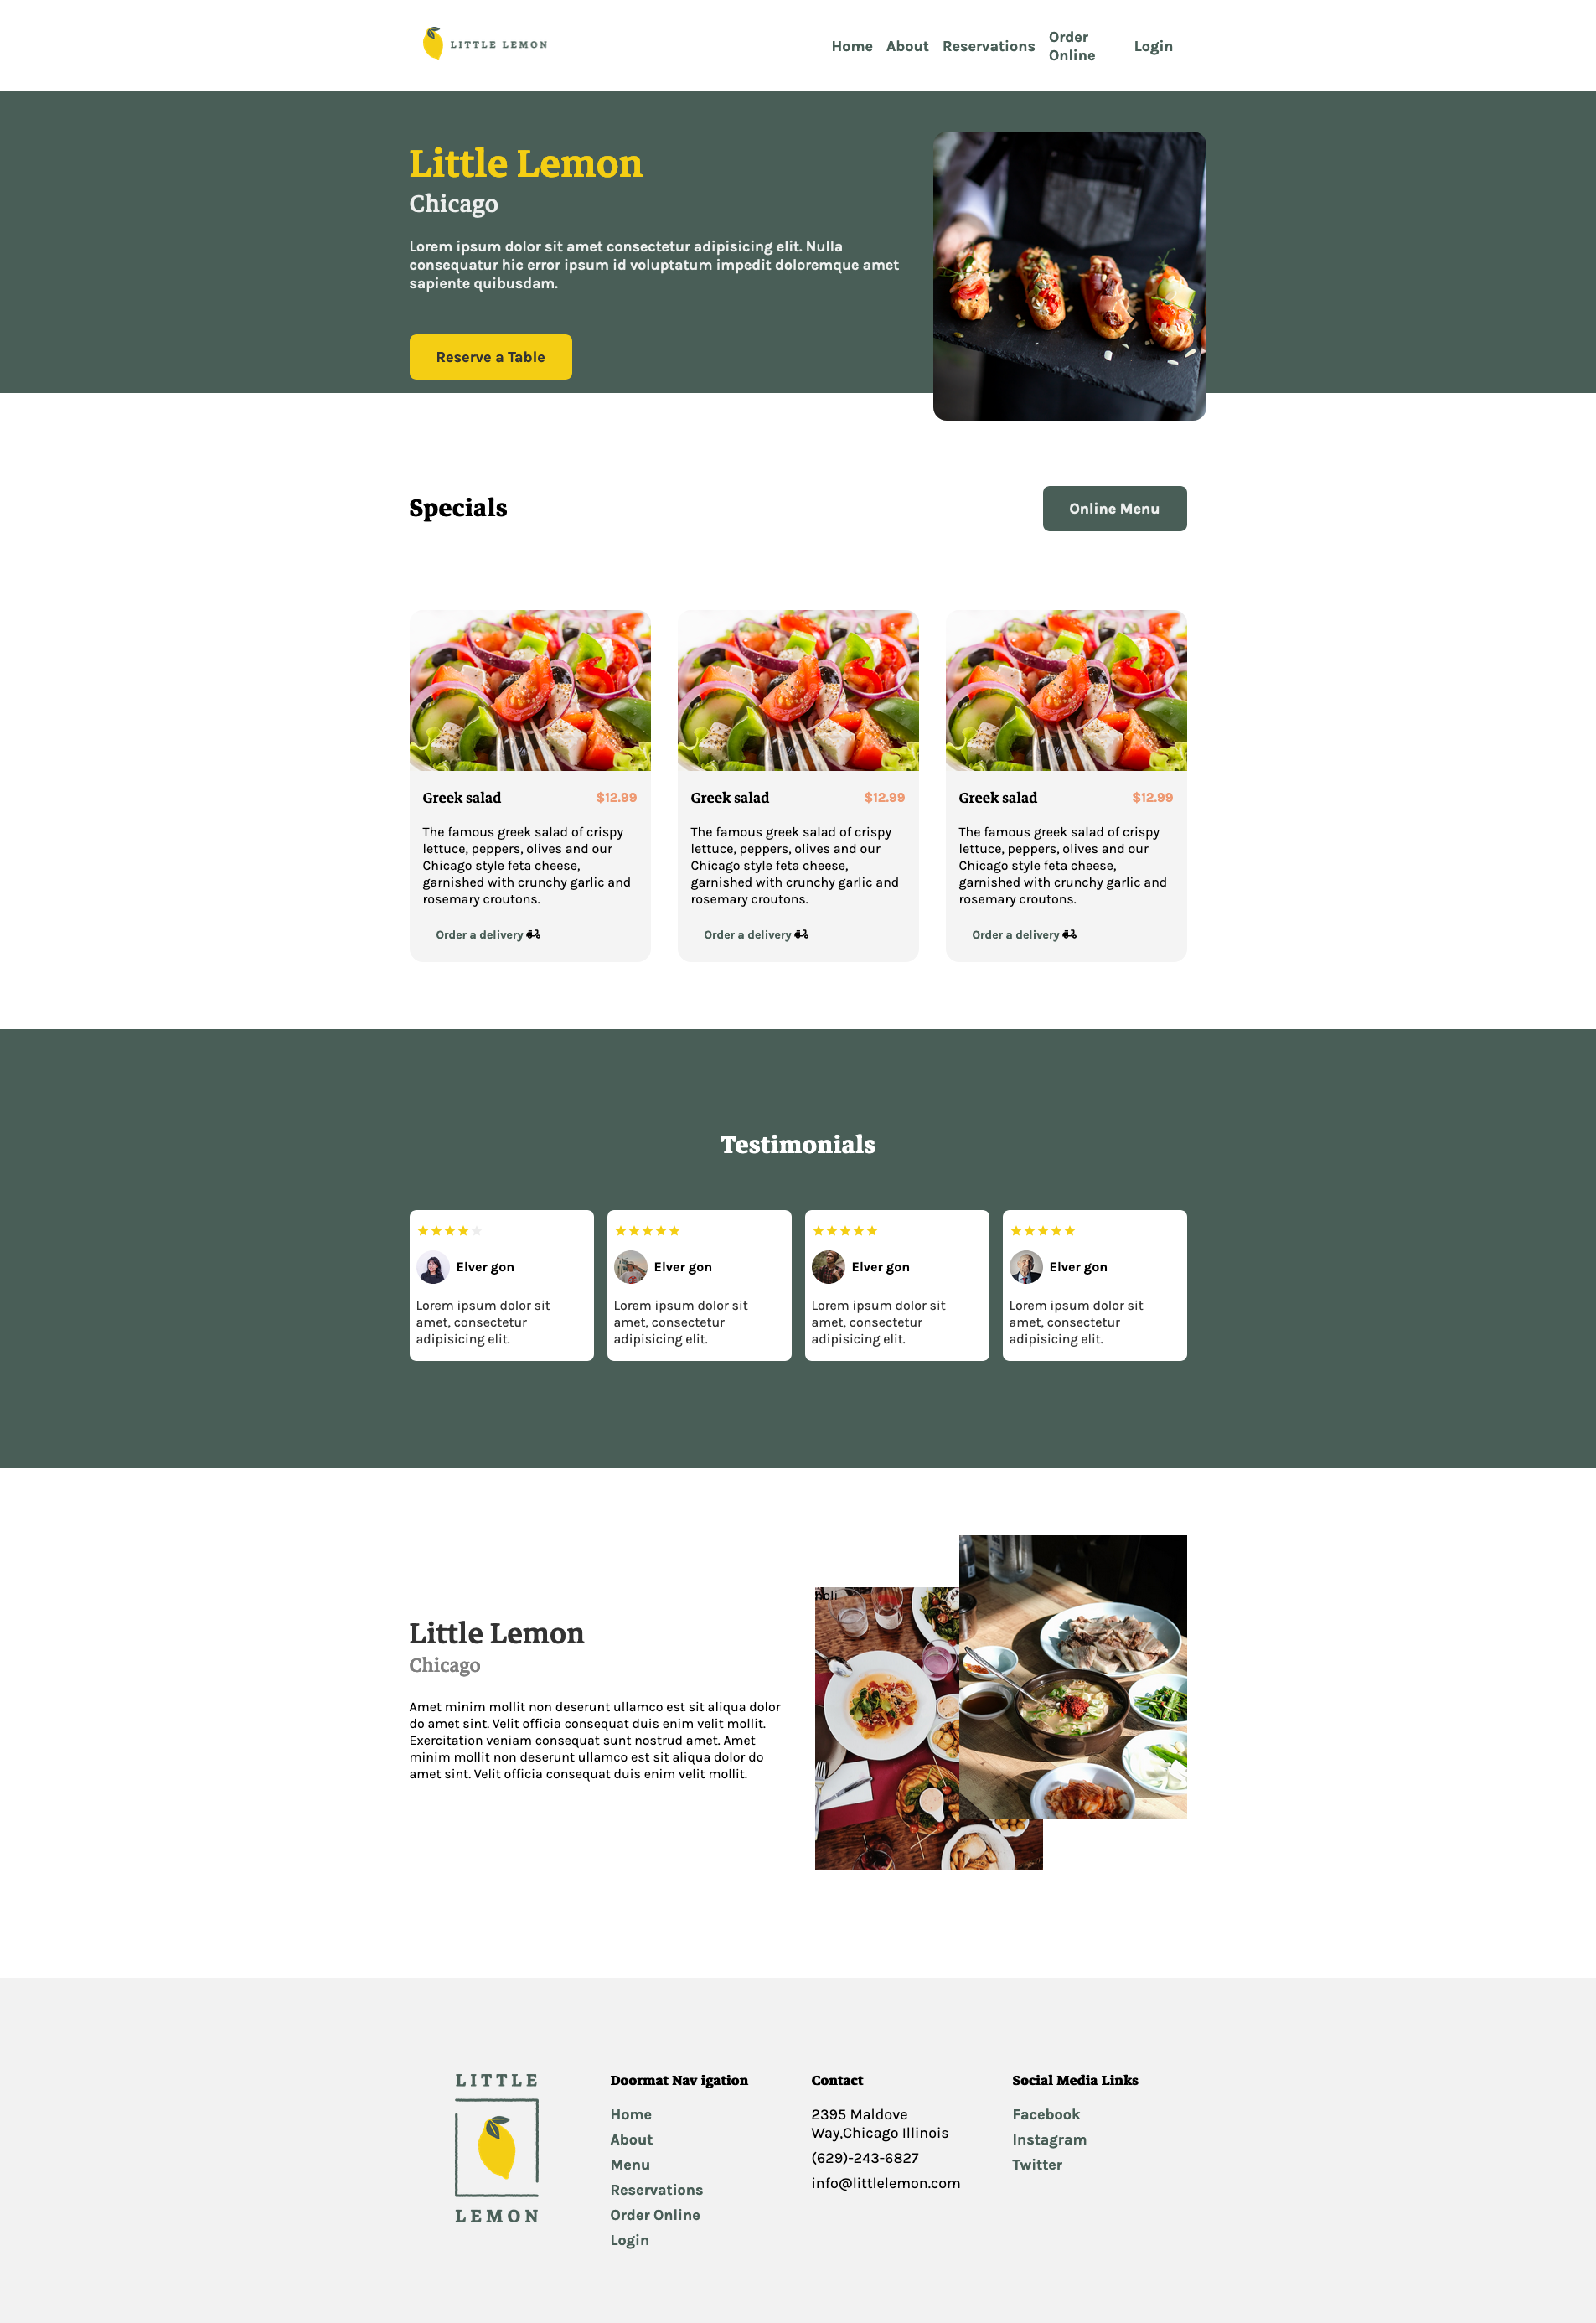 LITTLE LEMON
Home About Reservations Order Online Login
Little Lemon
Chicago
Lorem ipsum dolor sit amet consectetur adipisicing elit. Nulla
consequatur hic error ipsum id voluptatum impedit doloremque amet
sapiente quibusdam.
Reserve a Table
Specials
Online Menu
Greek salad $12.99
The famous greek salad of crispy
lettuce, peppers, olives and our
Chicago style feta cheese,
garnished with crunchy garlic and
rosemary croutons.
Order a delivery
Greek salad $12.99
The famous greek salad of crispy
lettuce, peppers, olives and our
Chicago style feta cheese,
garnished with crunchy garlic and
rosemary croutons.
Order a delivery
Greek salad $12.99
The famous greek salad of crispy
lettuce, peppers, olives and our
Chicago style feta cheese,
garnished with crunchy garlic and
rosemary croutons.
Order a delivery
Testimonials
Elver gon
Lorem ipsum dolor sit
amet, consectetur
adipisicing elit.
Elver gon
Lorem ipsum dolor sit
amet, consectetur
adipisicing elit.
Elver gon
Lorem ipsum dolor sit
amet, consectetur
adipisicing elit.
Elver gon
Lorem ipsum dolor sit
amet, consectetur
adipisicing elit.
Little Lemon
Chicago
Amet minim mollit non deserunt ullamco est sit aliqua dolor
do amet sint. Velit officia consequat duis enim velit mollit.
Exercitation veniam consequat sunt nostrud amet. Amet
minim mollit non deserunt ullamco est sit aliqua dolor do
amet sint. Velit officia consequat duis enim velit mollit.
holi
LITTLE
LEMON
Doormat Nav igation
Home
About
Menu
Reservations
Order Online
Login
Contact
2395 Maldove
Way,Chicago Illinois
(629)-243-6827
info@littlelemon.com
Social Media Links
Facebook
Instagram
Twitter